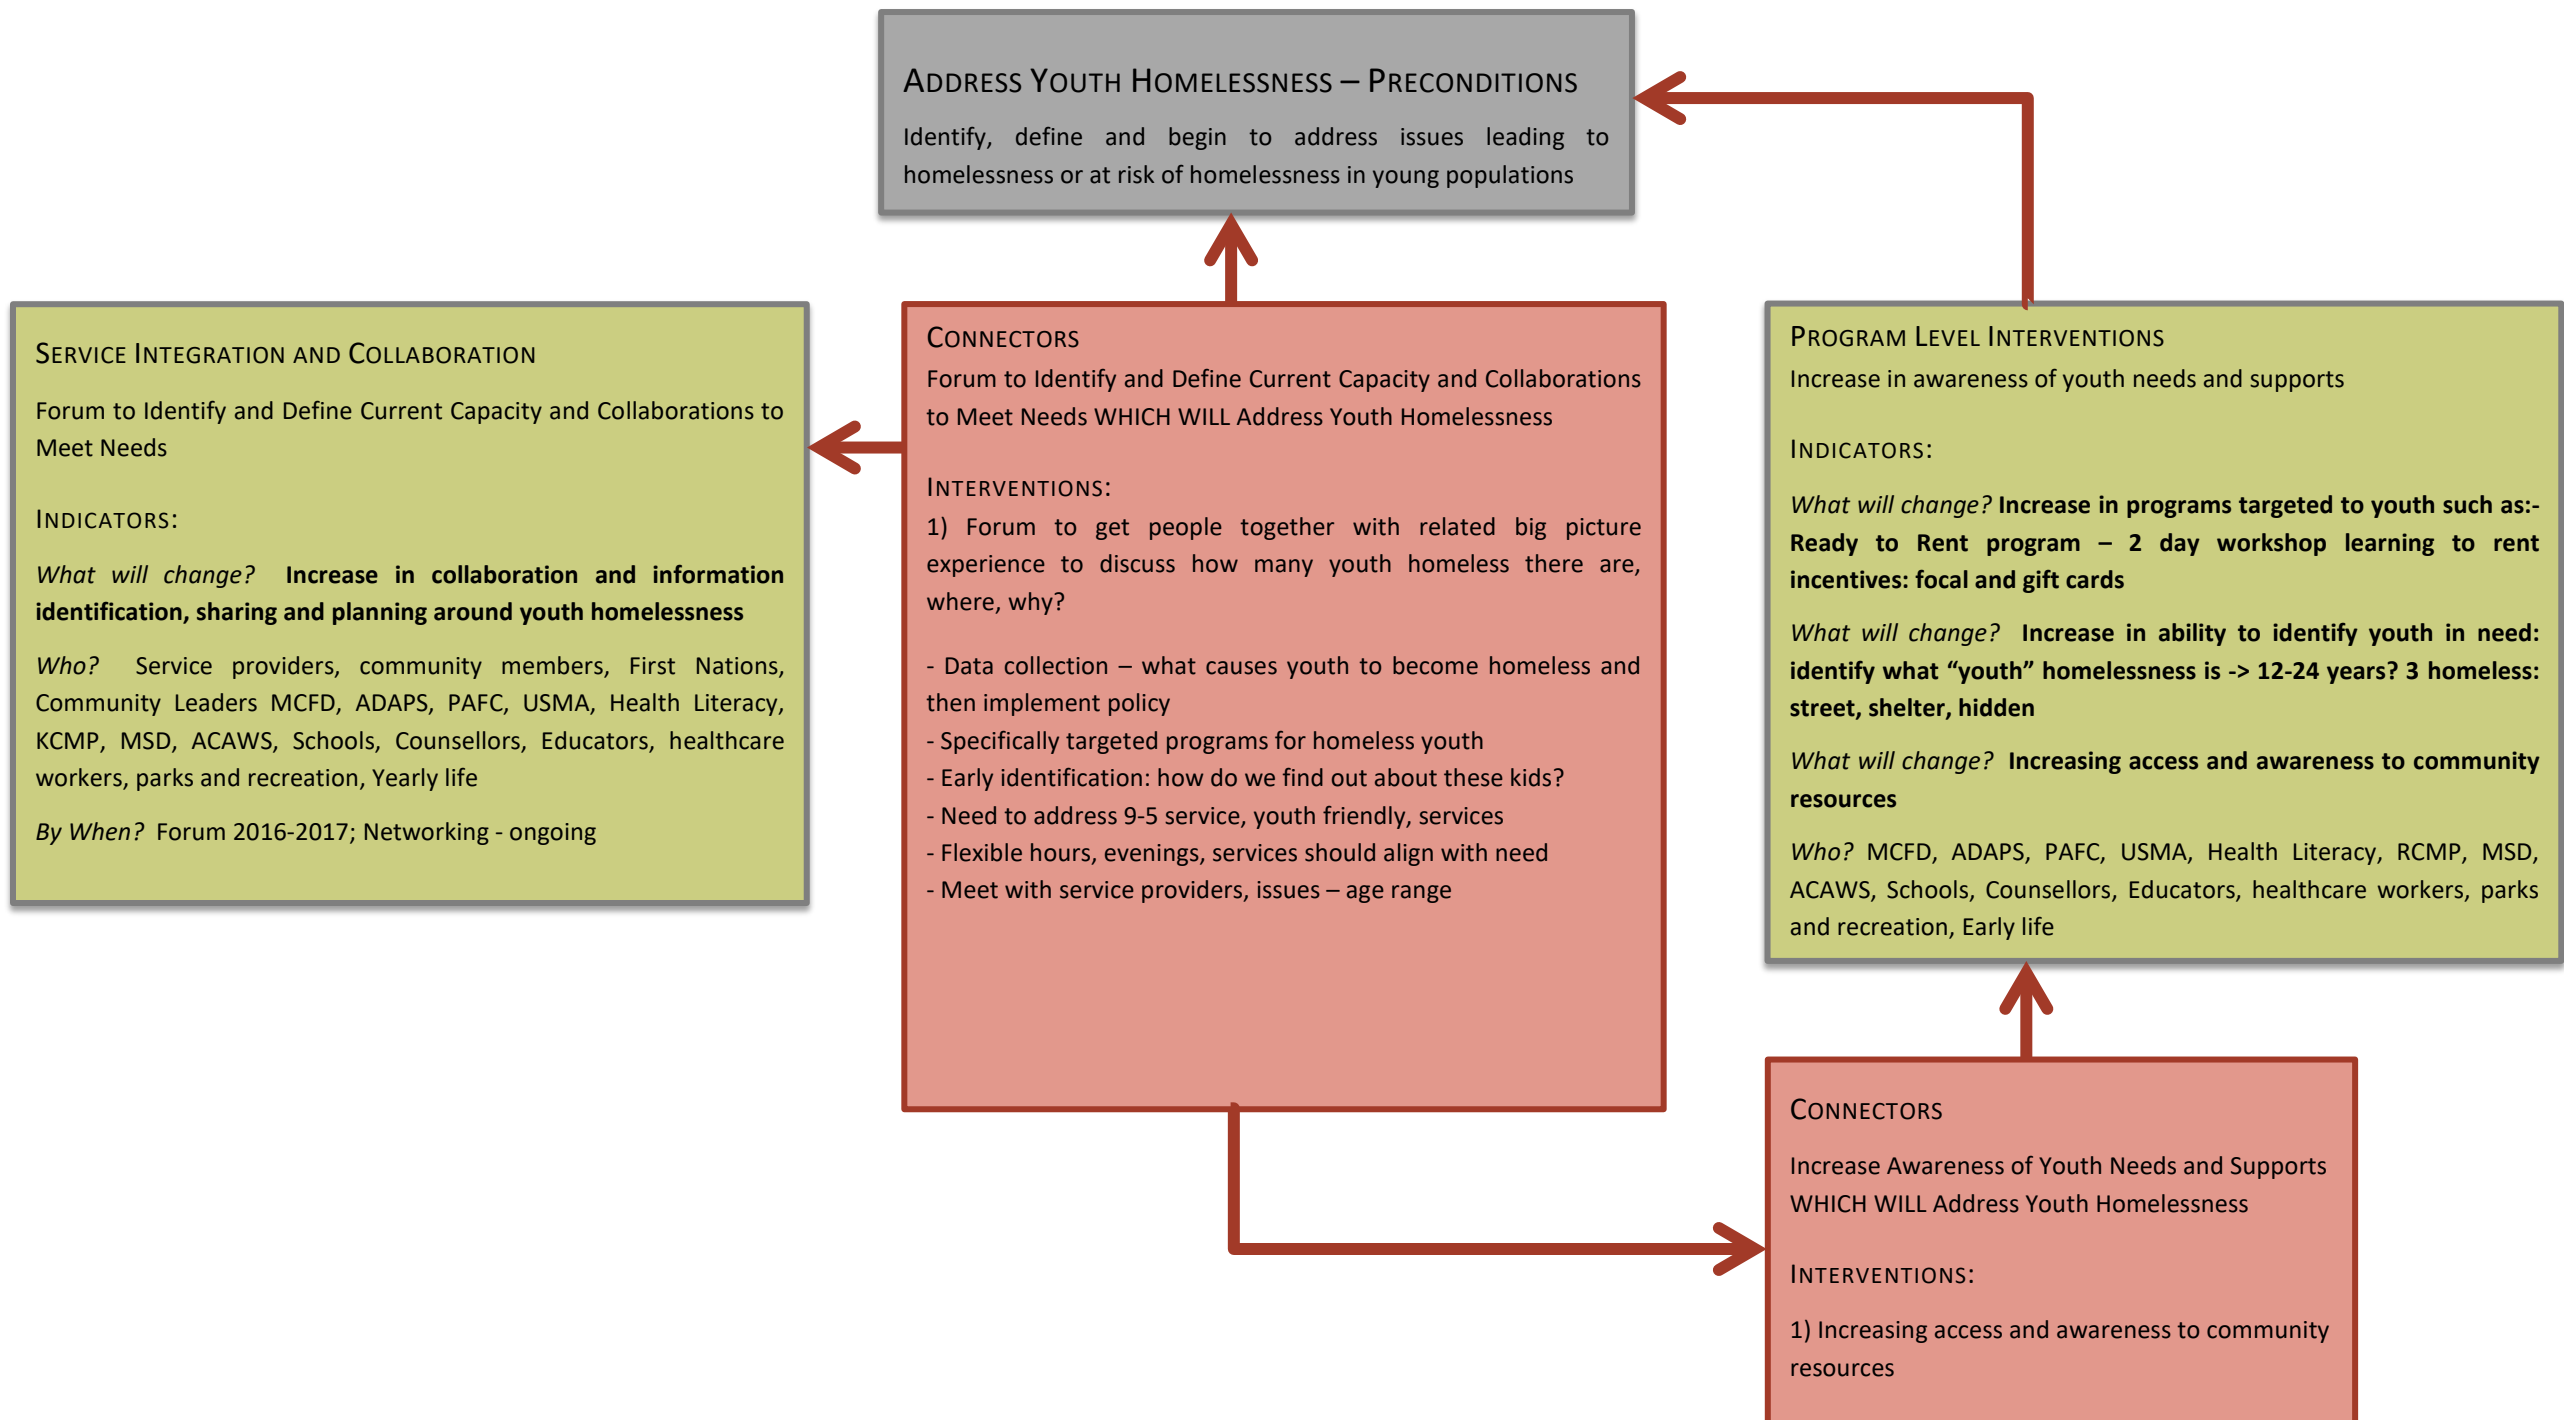 ADDRESS YOUTH HOMELESSNESS – PRECONDITIONS
Identify, define and begin to address issues leading to
homelessness or at risk of homelessness in young populations
SERVICE INTEGRATION AND COLLABORATION
Forum to Identify and Define Current Capacity and Collaborations to
Meet Needs
INDICATORS:
What will change? Increase in collaboration and information
identification, sharing and planning around youth homelessness
Who? Service providers, community members, First Nations,
Community Leaders MCFD, ADAPS, PAFC, USMA, Health Literacy,
KCMP, MSD, ACAWS, Schools, Counsellors, Educators, healthcare
workers, parks and recreation, Yearly life
By When? Forum 2016-2017; Networking - ongoing
CONNECTORS
Forum to Identify and Define Current Capacity and Collaborations
to Meet Needs WHICH WILL Address Youth Homelessness
INTERVENTIONS:
1) Forum to get people together with related big picture
experience to discuss how many youth homeless there are,
where, why?
- Data collection – what causes youth to become homeless and
then implement policy
- Specifically targeted programs for homeless youth
- Early identification: how do we find out about these kids?
- Need to address 9-5 service, youth friendly, services
- Flexible hours, evenings, services should align with need
- Meet with service providers, issues – age range
PROGRAM LEVEL INTERVENTIONS
Increase in awareness of youth needs and supports
INDICATORS:
What will change? Increase in programs targeted to youth such as:-
Ready to Rent program – 2 day workshop learning to rent
incentives: focal and gift cards
What will change? Increase in ability to identify youth in need:
identify what “youth” homelessness is -> 12-24 years? 3 homeless:
street, shelter, hidden
What will change? Increasing access and awareness to community
resources
Who? MCFD, ADAPS, PAFC, USMA, Health Literacy, RCMP, MSD,
ACAWS, Schools, Counsellors, Educators, healthcare workers, parks
and recreation, Early life
CONNECTORS
Increase Awareness of Youth Needs and Supports
WHICH WILL Address Youth Homelessness
INTERVENTIONS:
1) Increasing access and awareness to community
resources